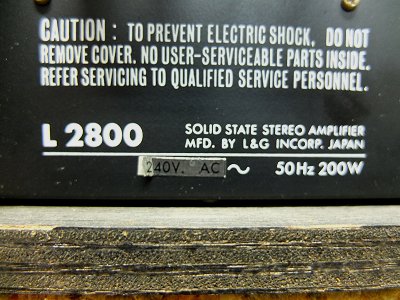 CAUTION : TO PREVENT ELECTRIC SHOCK, DO NOT
REMOVE COVER. NO USER-SERVICEABLE PARTS INSIDE.
REFER SERVICING TO QUALIFIED SERVICE PERSONNEL.
L 2800 SOLID STATE STEREO AMPLIFIER
MFD. BY L&G INCORP. JAPAN
240V. AC ~ 50Hz 200W